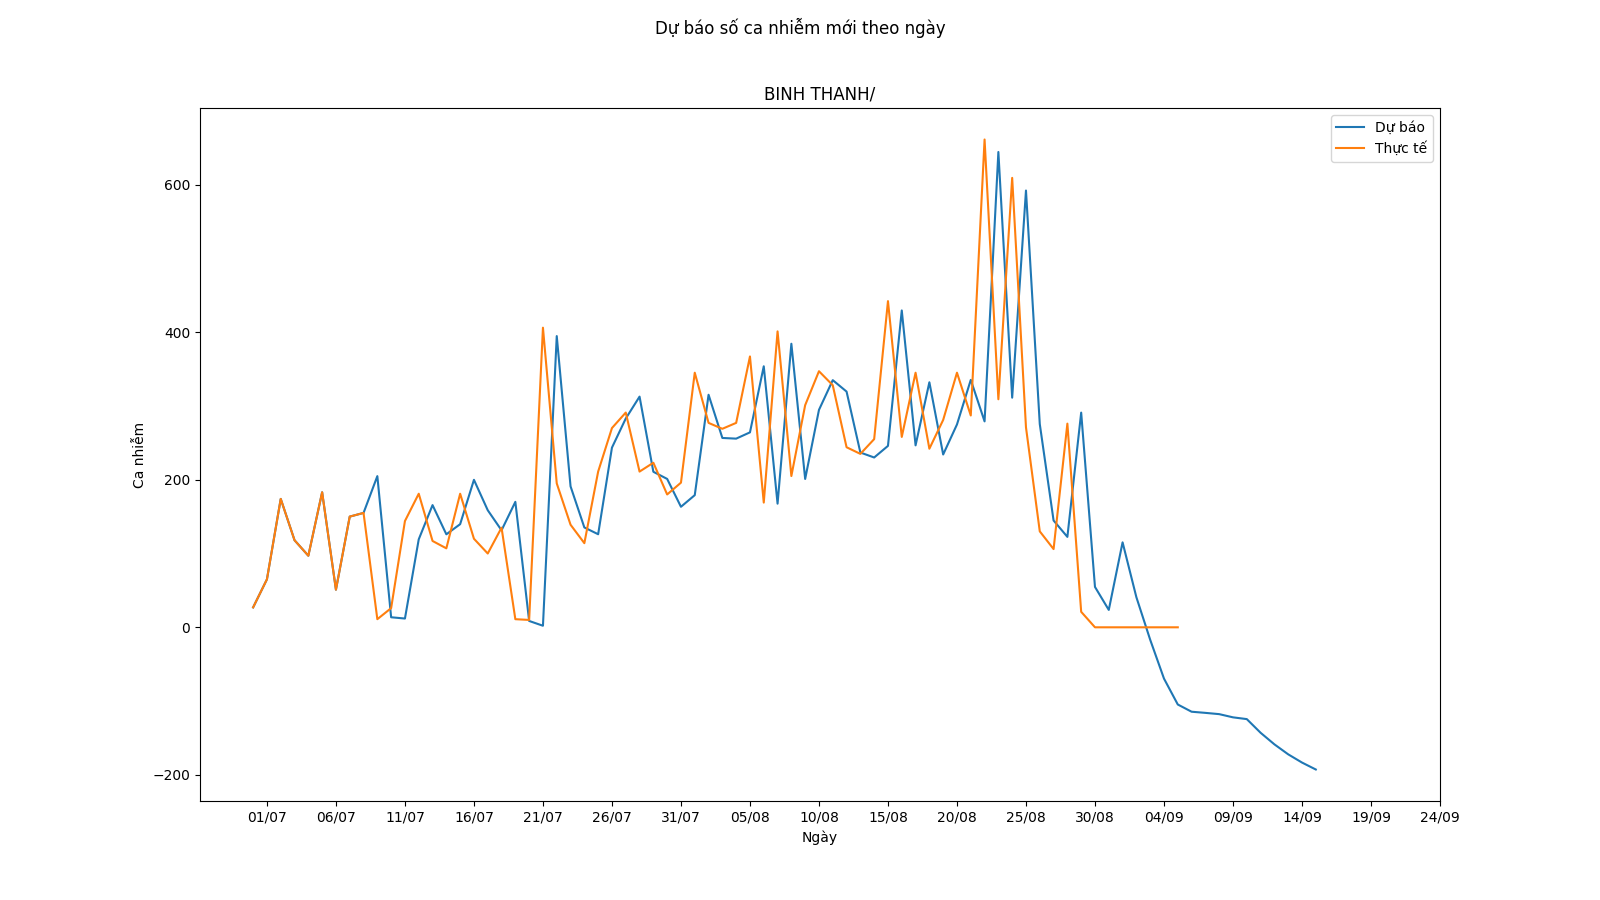 Dự báo số ca nhiễm mới theo ngày
BINH THANH/
Dự báo
Thực tế
Ca nhiễm
600
400
200
0
−200
01/07 06/07 11/07 16/07 21/07 26/07 31/07 05/08 10/08 15/08 20/08 25/08 30/08 04/09 09/09 14/09 19/09 24/09
Ngày